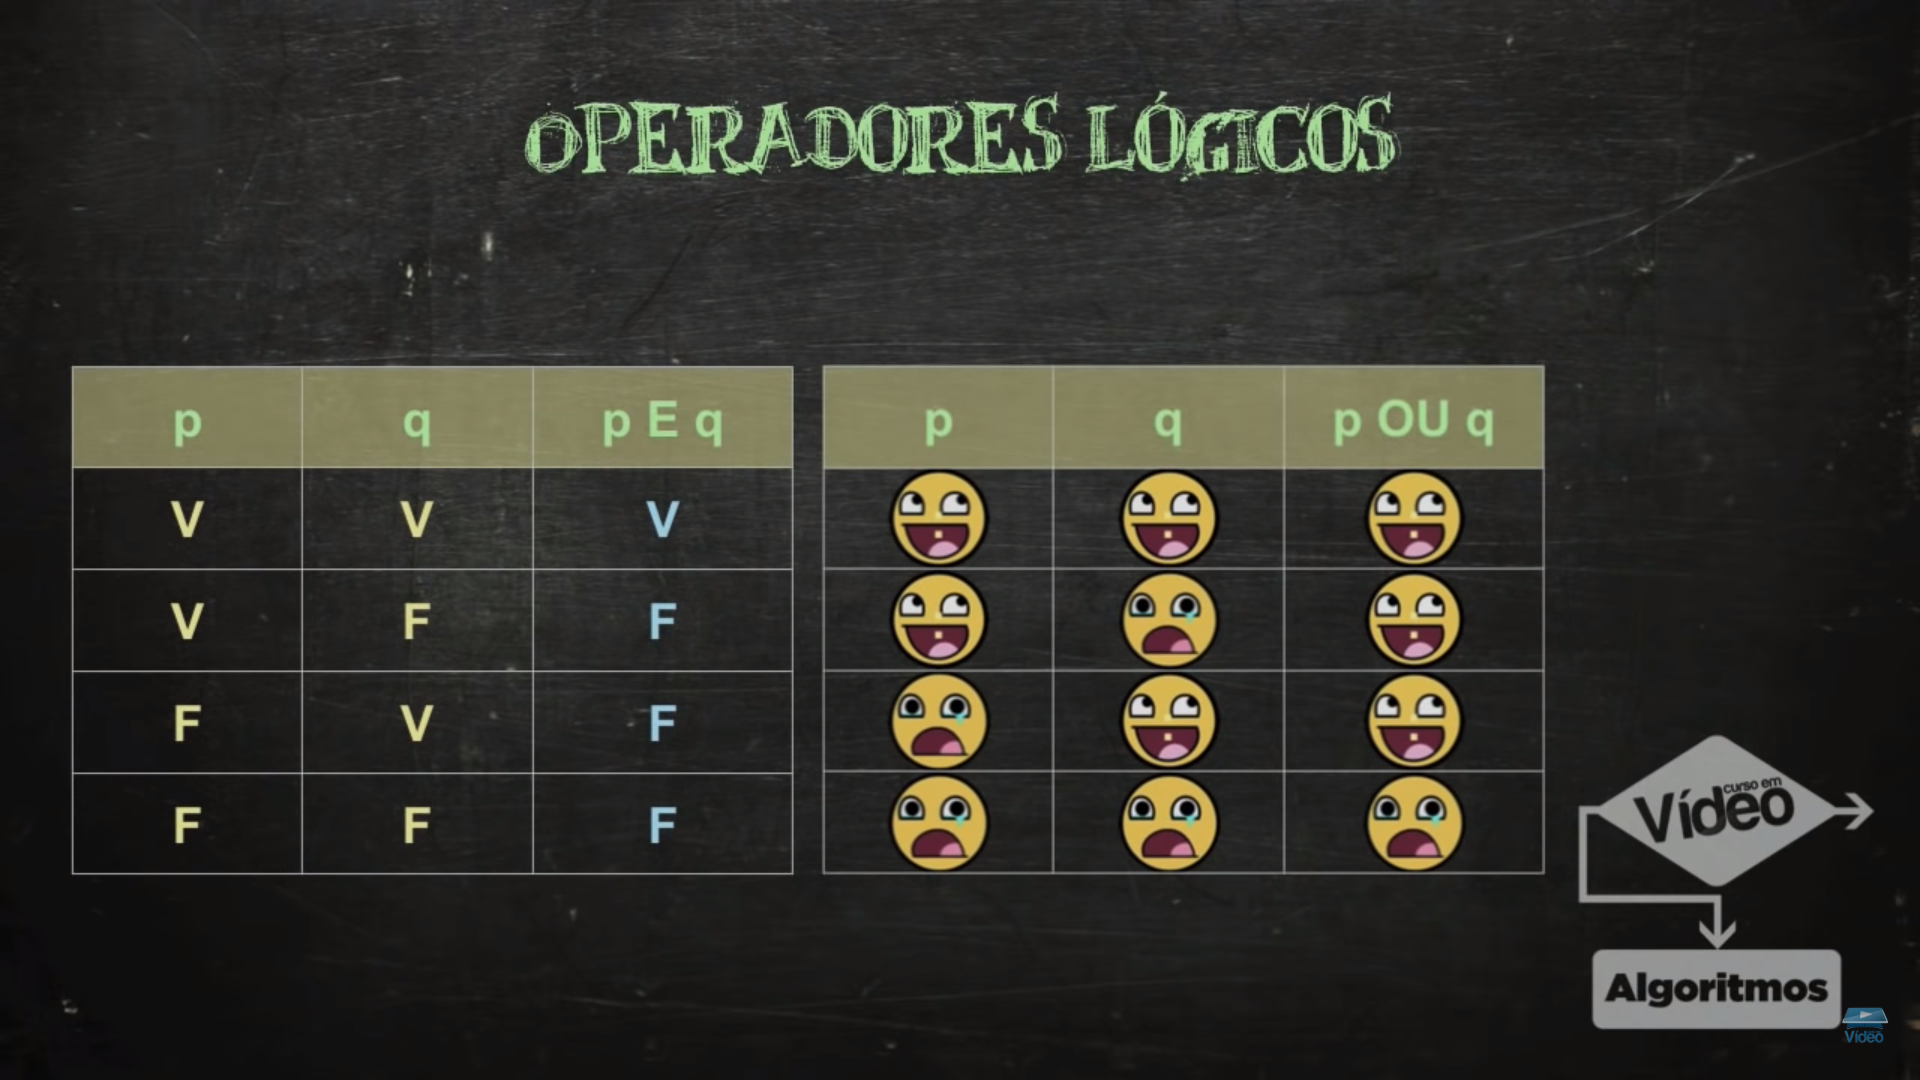 OPERADORES LÓGICOS
p q p E q p OU q
V V V
V F F
F V F
F F F
curso em
Vídeo
Algoritmos
Vídeo